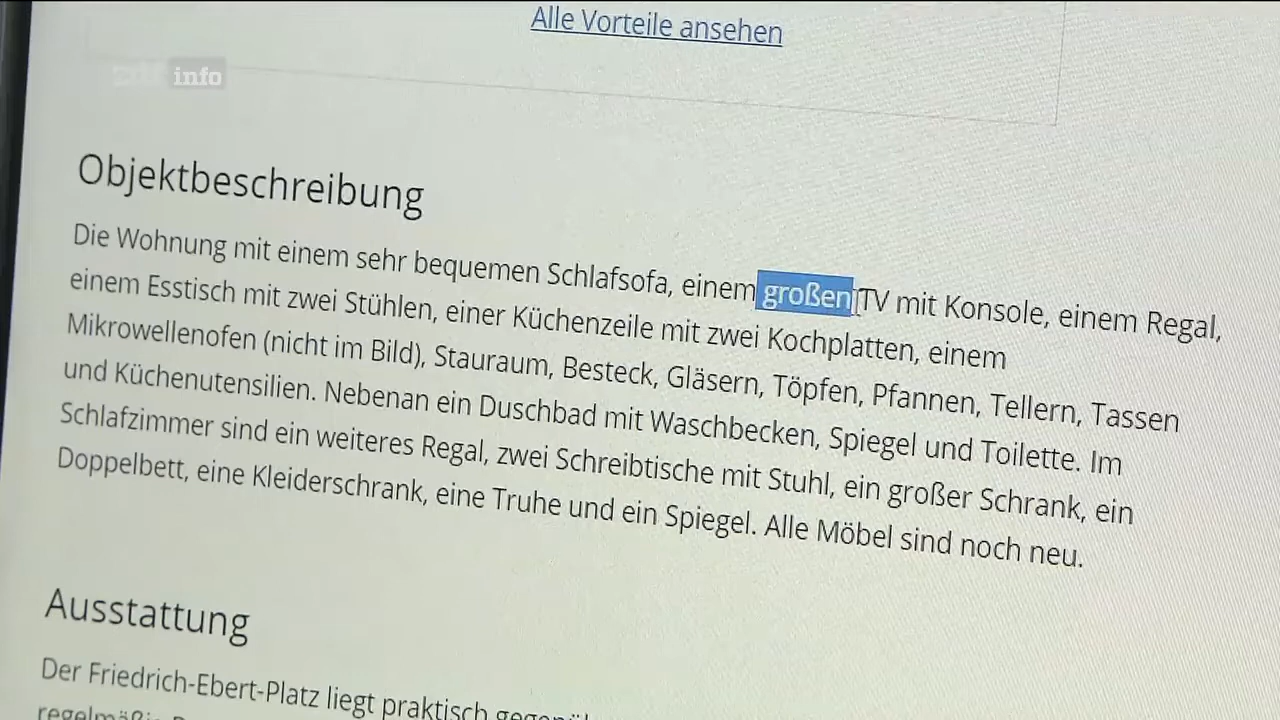 Alle Vorteile ansehen
info
Objektbeschreibung
Die Wohnung mit einem sehr bequemen Schlafsofa, einem großen TV mit Konsole, einem Regal,
einem Esstisch mit zwei Stühlen, einer Küchenzeile mit zwei Kochplatten, einem
Mikrowellenofen (nicht im Bild), Stauraum, Besteck, Gläsern, Töpfen, Pfannen, Tellern, Tassen
und Küchenutensilien. Nebenan ein Duschbad mit Waschbecken, Spiegel und Toilette. Im
Schlafzimmer sind ein weiteres Regal, zwei Schreibtische mit Stuhl, ein großer Schrank, ein
Doppelbett, eine Kleiderschrank, eine Truhe und ein Spiegel. Alle Möbel sind noch neu.
Ausstattung
Der Friedrich-Ebert-Platz liegt praktisch